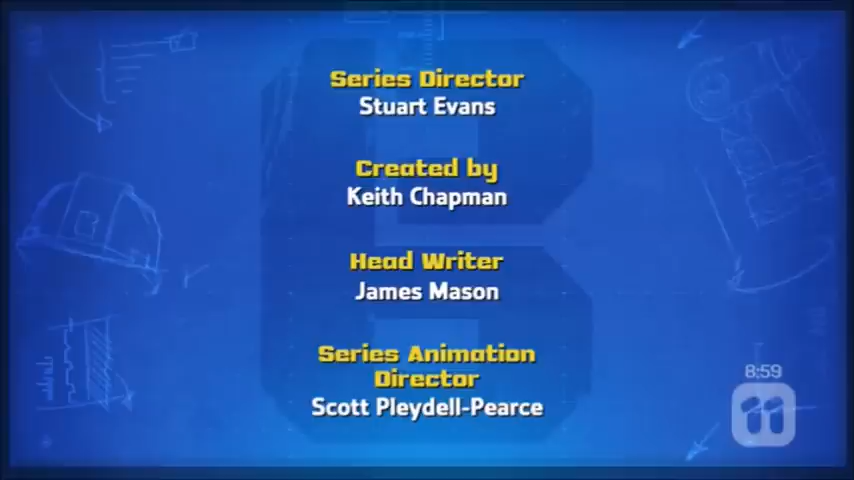 Series Director
Stuart Evans
Created by
Keith Chapman
Head Writer
James Mason
Series Animation
Director
Scott Pleydell-Pearce
8:59